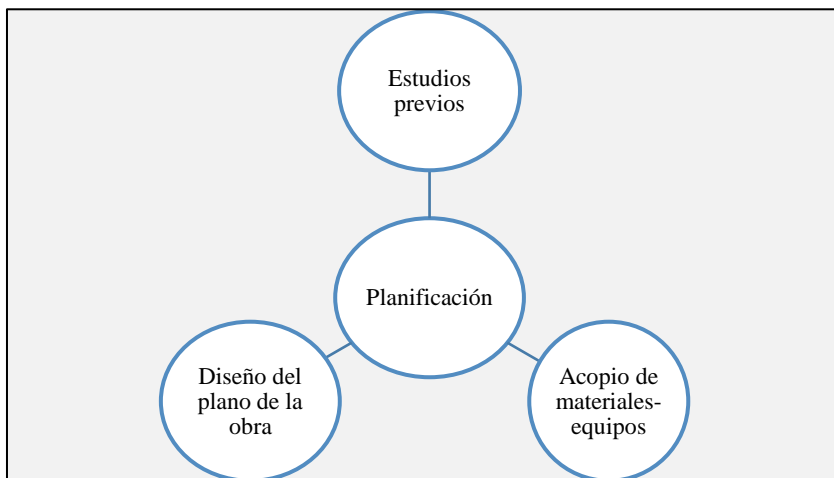 Estudios
previos
Planificación
Diseño del
plano de la
obra
Acopio de
materiales-
equipos